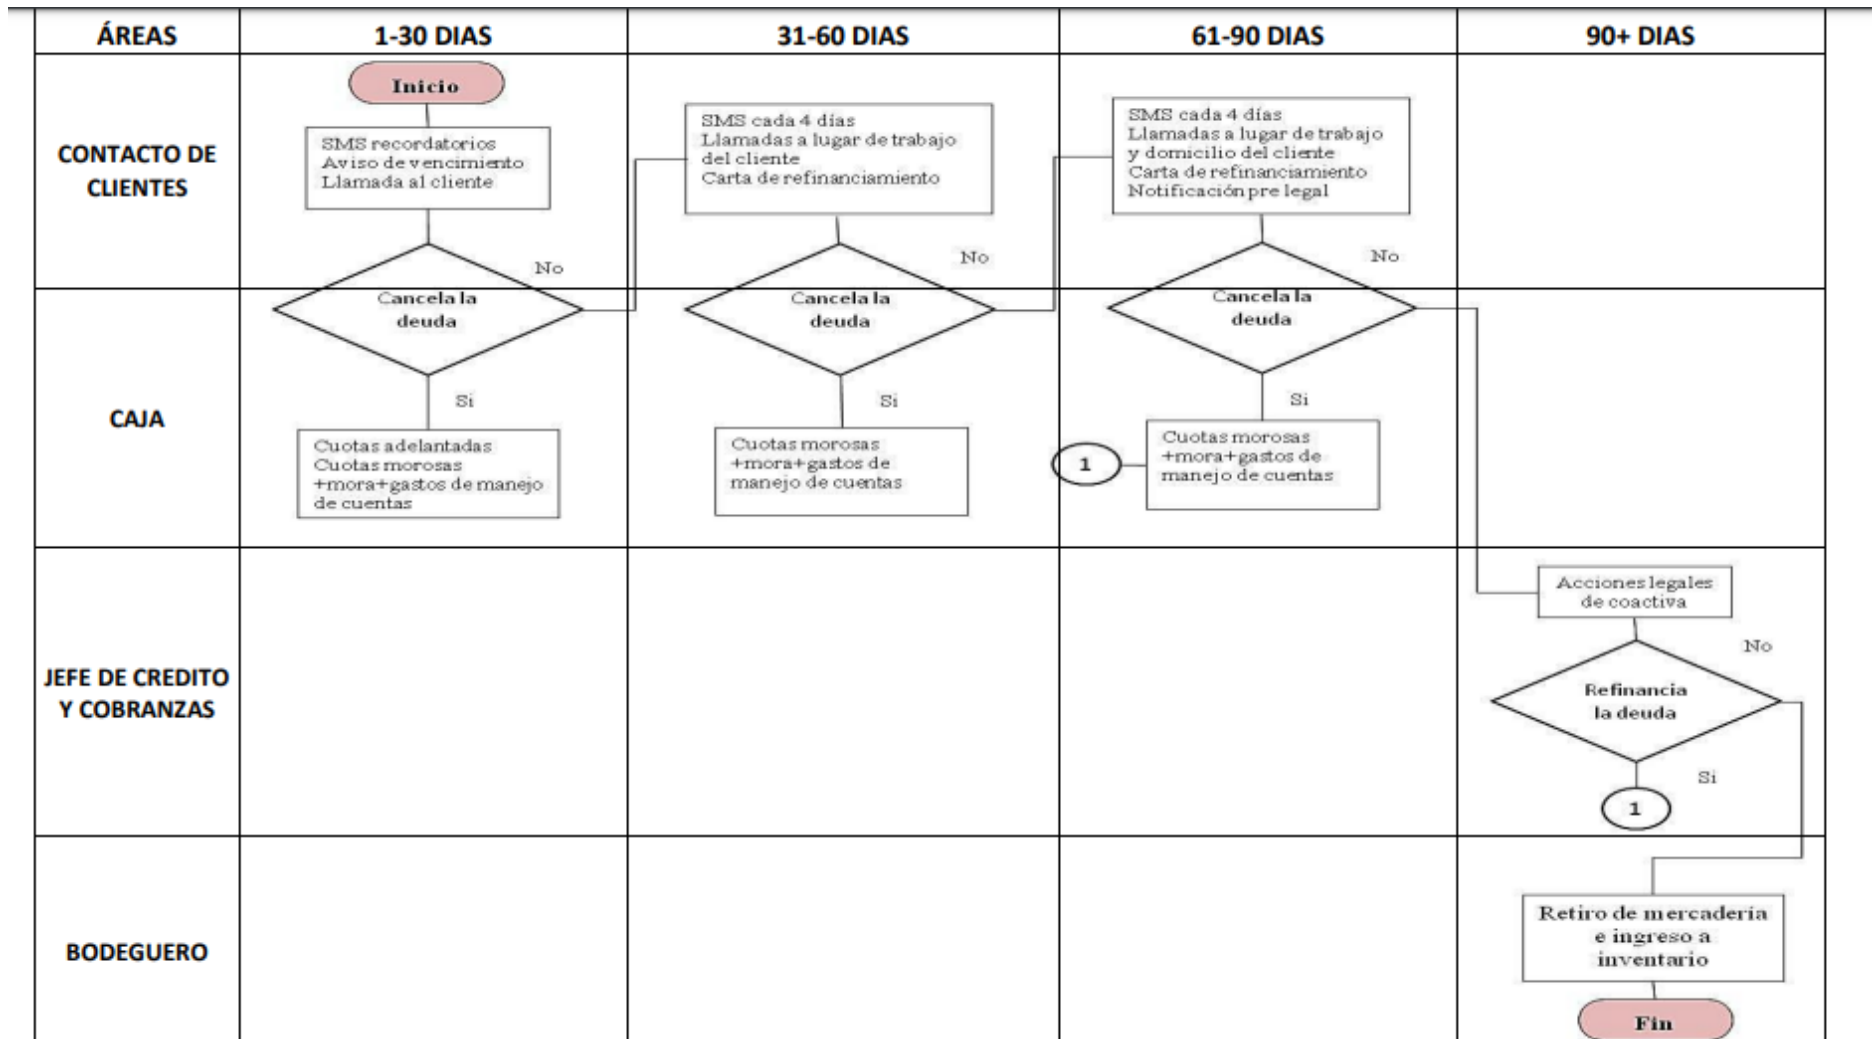 ÁREAS
1-30 DIAS
31-60 DIAS
61-90 DIAS
90+ DIAS
CONTACTO DE
CLIENTES
Inicio
SMS recordatorios
Aviso de vencimiento
Llamada al cliente
SMS cada 4 días
Llamadas a lugar de trabajo
del cliente
Carta de refinanciamiento
SMS cada 4 días
Llamadas a lugar de trabajo
y domicilio del cliente
Carta de refinanciamiento
Notificación pre legal
No
No
No
Cancela la
deuda
Cancela la
deuda
Cancela la
deuda
CAJA
Si
Si
Si
Cuotas adelantadas
Cuotas morosas
+mora+gastos de manejo
de cuentas
Cuotas morosas
+mora+gastos de
manejo de cuentas
1
Cuotas morosas
+mora+gastos de
manejo de cuentas
JEFE DE CREDITO
Y COBRANZAS
Acciones legales
de coactiva
No
Refinancia
la deuda
Si
1
BODEGUERO
Retiro de mercadería
e ingreso a
inventario
Fin